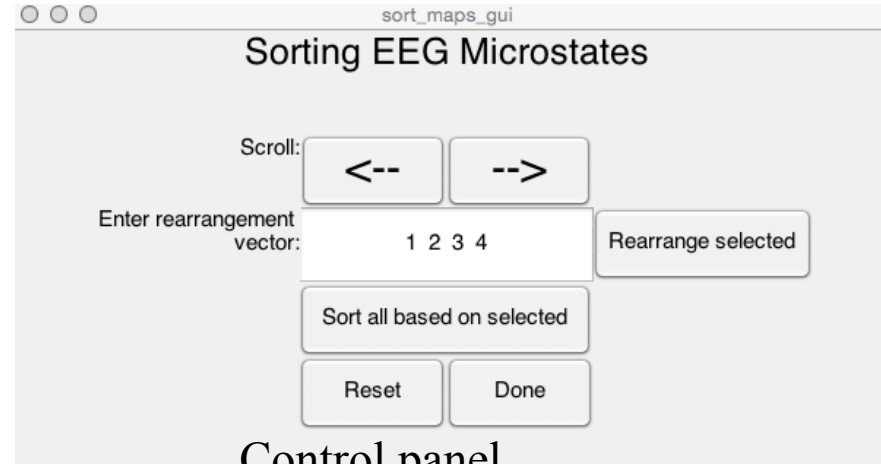 sort_maps_gui
Sorting EEG Microstates
Scroll:
<-- -->
Enter rearrangement
vector:
1 2 3 4
Rearrange selected
Sort all based on selected
Reset Done
Control panel